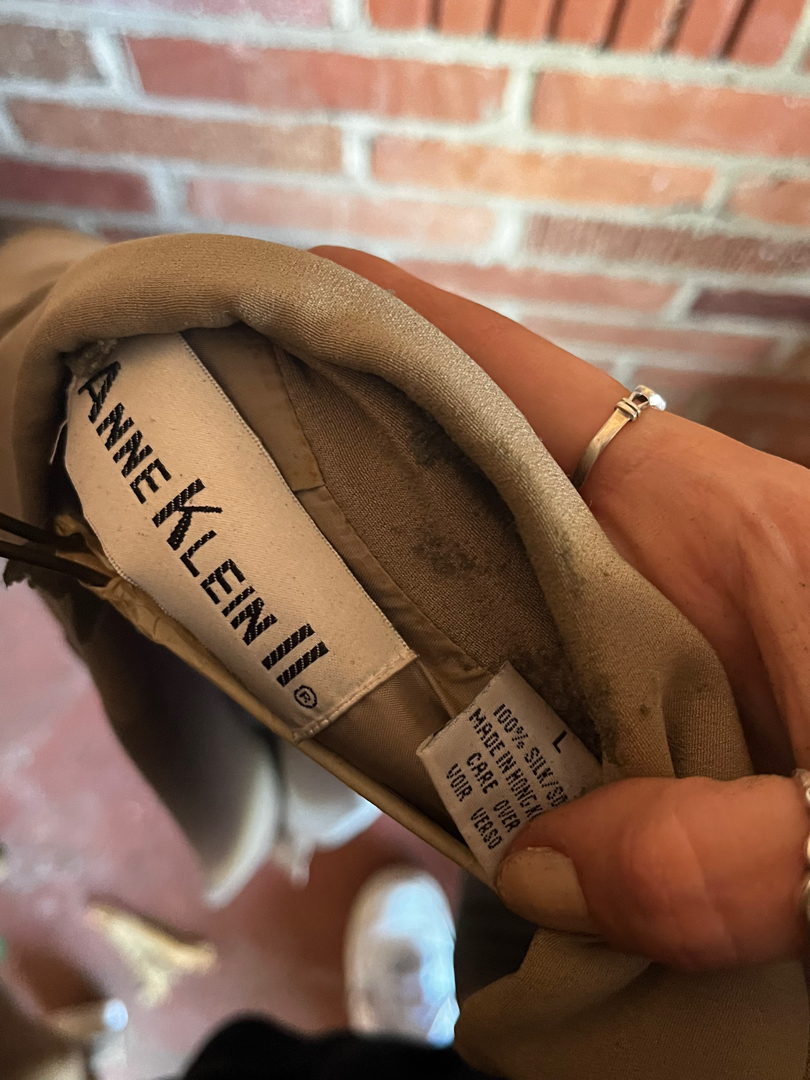 ANNE KLEIN II®
L
100% SILK/
MADE IN HONG
CARE OVER
VOIR VERSO